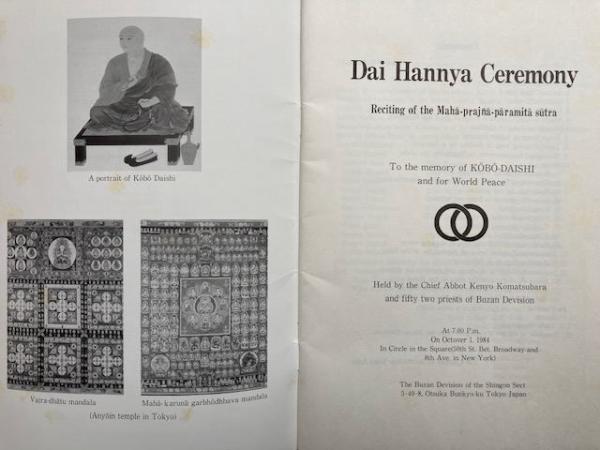 A portrait of Kōbō Daishi
Vajra-dhātu mandala
Mahā-karunā garbhōdbhava mandala
(Anyōin temple in Tokyo)
Dai Hannya Ceremony
Reciting of the Mahā-prajñā-pāramitā sūtra
To the memory of KŌBŌ-DAISHI
and for World Peace
Held by the Chief Abbot Kenyo Komatsubara
and fifty two priests of Buzan Devision
At 7.00 P.m.
On Octover 1. 1984
In Circle in the Square(50th St. Bet. Broadway and
8th Ave. in New York)
The Buzan Devision of the Shingon Sect
5-40-8, Otsuka Bunkyo-ku Tokyo Japan